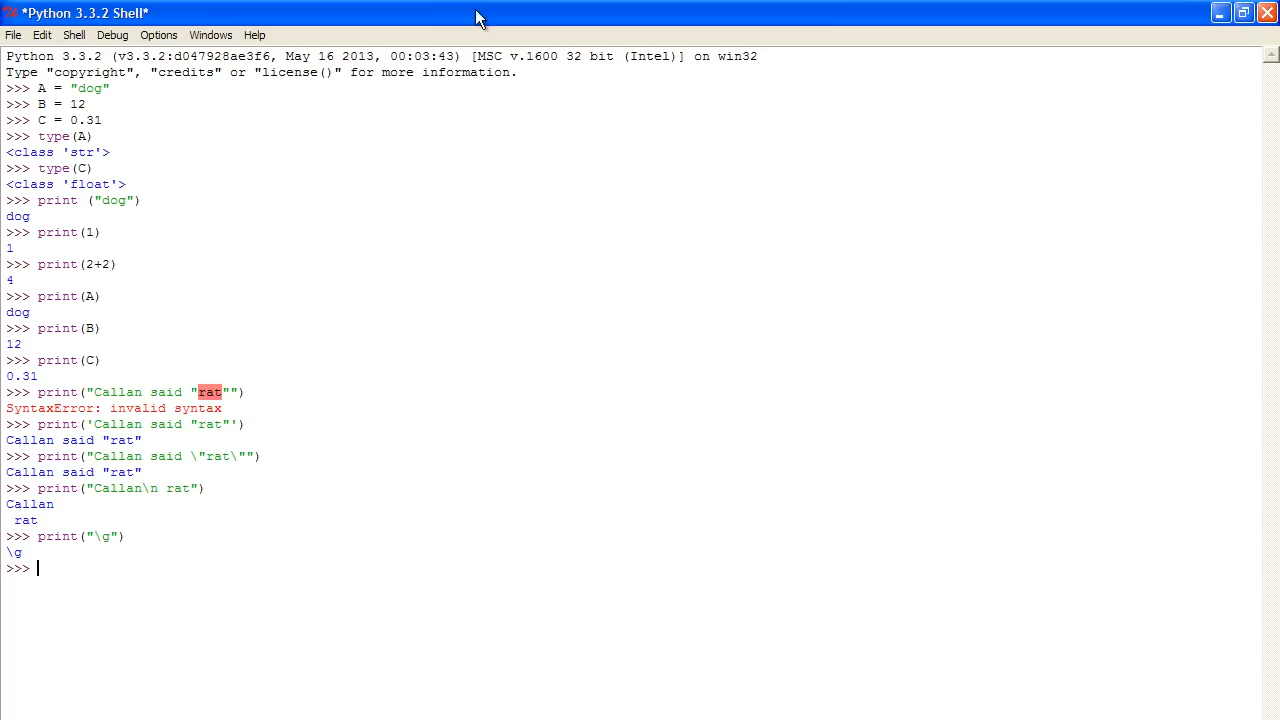 *Python 3.3.2 Shell*
File Edit Shell Debug Options Windows Help
Python 3.3.2 (v3.3.2:d047928ae3f6, May 16 2013, 00:03:43) [MSC v.1600 32 bit (Intel)] on win32
Type "copyright", "credits" or "license()" for more information.
>>> A = "dog"
>>> B = 12
>>> C = 0.31
>>> type(A)
<class 'str'>
>>> type(C)
<class 'float'>
>>> print ("dog")
dog
>>> print(1)
1
>>> print(2+2)
4
>>> print(A)
dog
>>> print(B)
12
>>> print(C)
0.31
>>> print("Callan said "rat"")
SyntaxError: invalid syntax
>>> print('Callan said "rat"')
Callan said "rat"
>>> print("Callan said \"rat\"")
Callan said "rat"
>>> print("Callan\n rat")
Callan
 rat
>>> print("\g")
\g
>>>